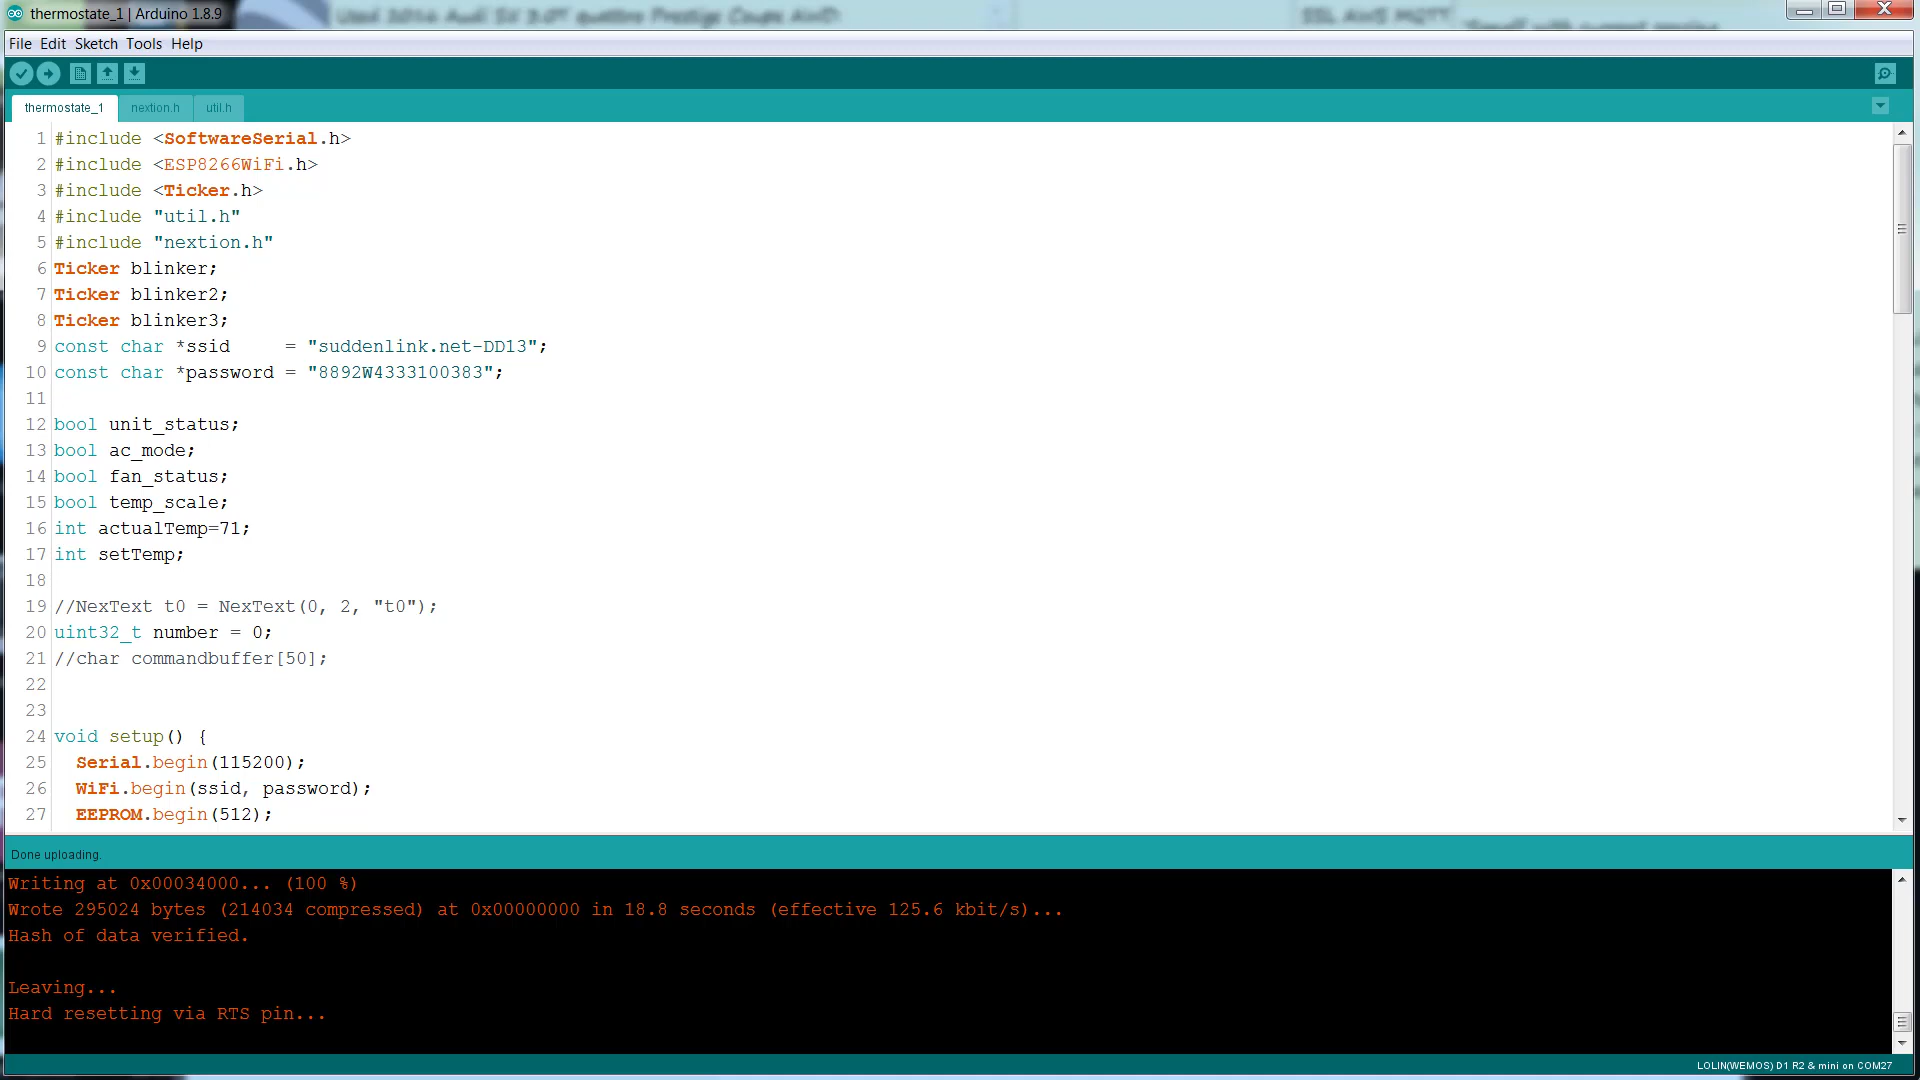 thermostate_1 | Arduino 1.8.9
File Edit Sketch Tools Help
thermostate_1 nextion.h util.h
1 #include <SoftwareSerial.h>
2 #include <ESP8266WiFi.h>
3 #include <Ticker.h>
4 #include "util.h"
5 #include "nextion.h"
6 Ticker blinker;
7 Ticker blinker2;
8 Ticker blinker3;
9 const char *ssid     = "suddenlink.net-DD13";
10 const char *password = "8892W4333100383";
11
12 bool unit_status;
13 bool ac_mode;
14 bool fan_status;
15 bool temp_scale;
16 int actualTemp=71;
17 int setTemp;
18
19 //NexText t0 = NexText(0, 2, "t0");
20 uint32_t number = 0;
21 //char commandbuffer[50];
22
23
24 void setup() {
25   Serial.begin(115200);
26   WiFi.begin(ssid, password);
27   EEPROM.begin(512);
Done uploading.
Writing at 0x00034000... (100 %)
Wrote 295024 bytes (214034 compressed) at 0x00000000 in 18.8 seconds (effective 125.6 kbit/s)...
Hash of data verified.
Leaving...
Hard resetting via RTS pin...
LOLIN(WEMOS) D1 R2 & mini on COM27